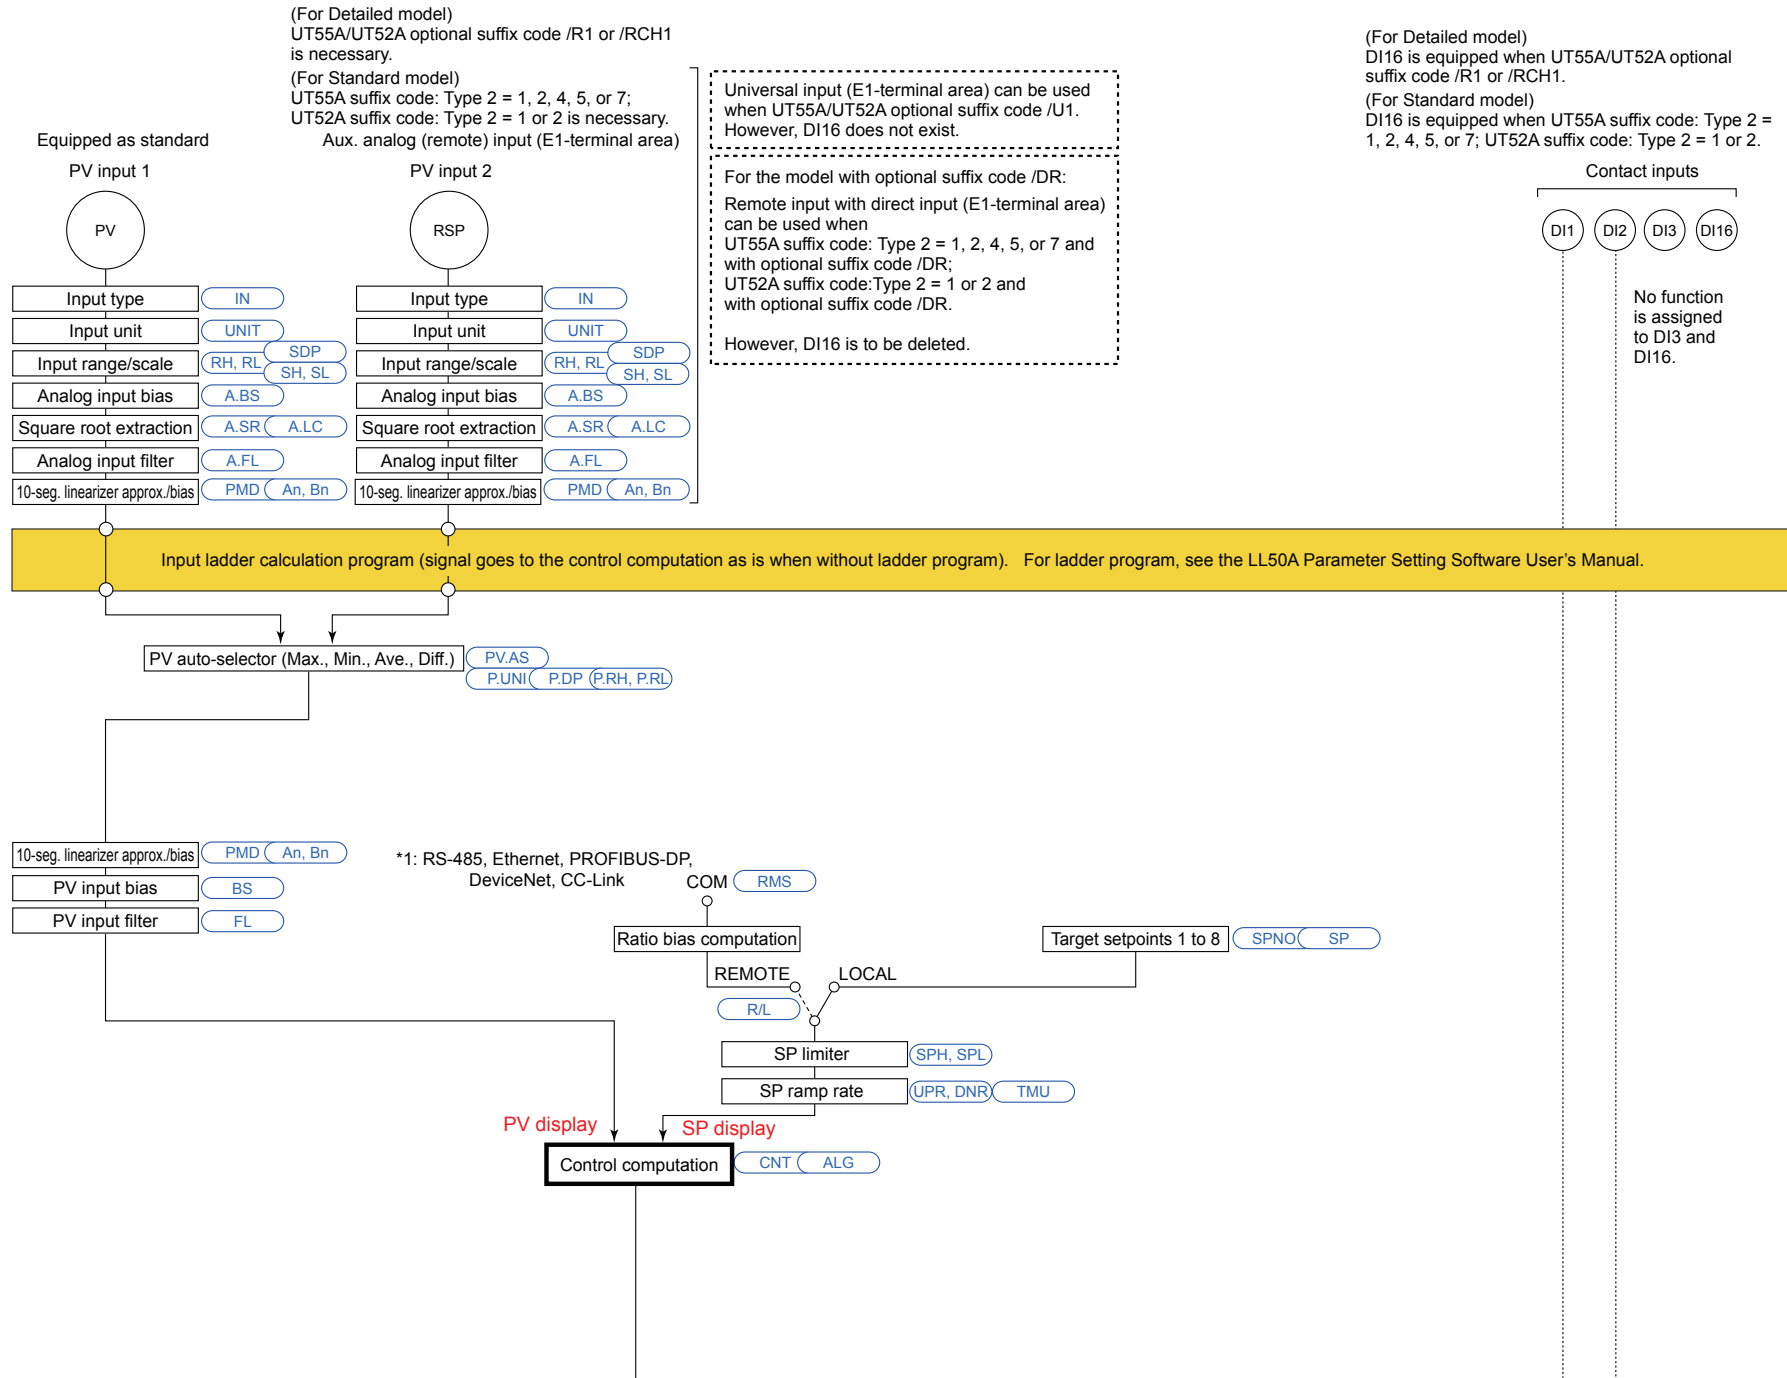 (For Detailed model)
UT55A/UT52A optional suffix code /R1 or /RCH1
is necessary.
(For Standard model)
UT55A suffix code: Type 2 = 1, 2, 4, 5, or 7;
UT52A suffix code: Type 2 = 1 or 2 is necessary.
Equipped as standard
Aux. analog (remote) input (E1-terminal area)
PV input 1
PV input 2
Universal input (E1-terminal area) can be used
when UT55A/UT52A optional suffix code /U1.
However, DI16 does not exist.
For the model with optional suffix code /DR:
Remote input with direct input (E1-terminal area)
can be used when
UT55A suffix code: Type 2 = 1, 2, 4, 5, or 7 and
with optional suffix code /DR;
UT52A suffix code:Type 2 = 1 or 2 and
with optional suffix code /DR.
However, DI16 is to be deleted.
(For Detailed model)
DI16 is equipped when UT55A/UT52A optional
suffix code /R1 or /RCH1.
(For Standard model)
DI16 is equipped when UT55A suffix code: Type 2 =
1, 2, 4, 5, or 7; UT52A suffix code: Type 2 = 1 or 2.
Contact inputs
DI1 DI2 DI3 DI16
No function
is assigned
to DI3 and
DI16.
PV
RSP
Input type IN
Input type IN
Input unit UNIT
Input unit UNIT
Input range/scale RH, RL SDP
SH, SL
Input range/scale RH, RL SDP
SH, SL
Analog input bias A.BS
Analog input bias A.BS
Square root extraction A.SR A.LC
Square root extraction A.SR A.LC
Analog input filter A.FL
Analog input filter A.FL
10-seg. linearizer approx./bias PMD An, Bn
10-seg. linearizer approx./bias PMD An, Bn
Input ladder calculation program (signal goes to the control computation as is when without ladder program). For ladder program, see the LL50A Parameter Setting Software User's Manual.
PV auto-selector (Max., Min., Ave., Diff.) PV.AS
P.UNI P.DP P.RH, P.RL
10-seg. linearizer approx./bias PMD An, Bn
PV input bias BS
PV input filter FL
*1: RS-485, Ethernet, PROFIBUS-DP,
DeviceNet, CC-Link
COM RMS
Ratio bias computation
Target setpoints 1 to 8 SPNO SP
REMOTE LOCAL
R/L
SP limiter SPH, SPL
SP ramp rate UPR, DNR TMU
PV display SP display
Control computation CNT ALG